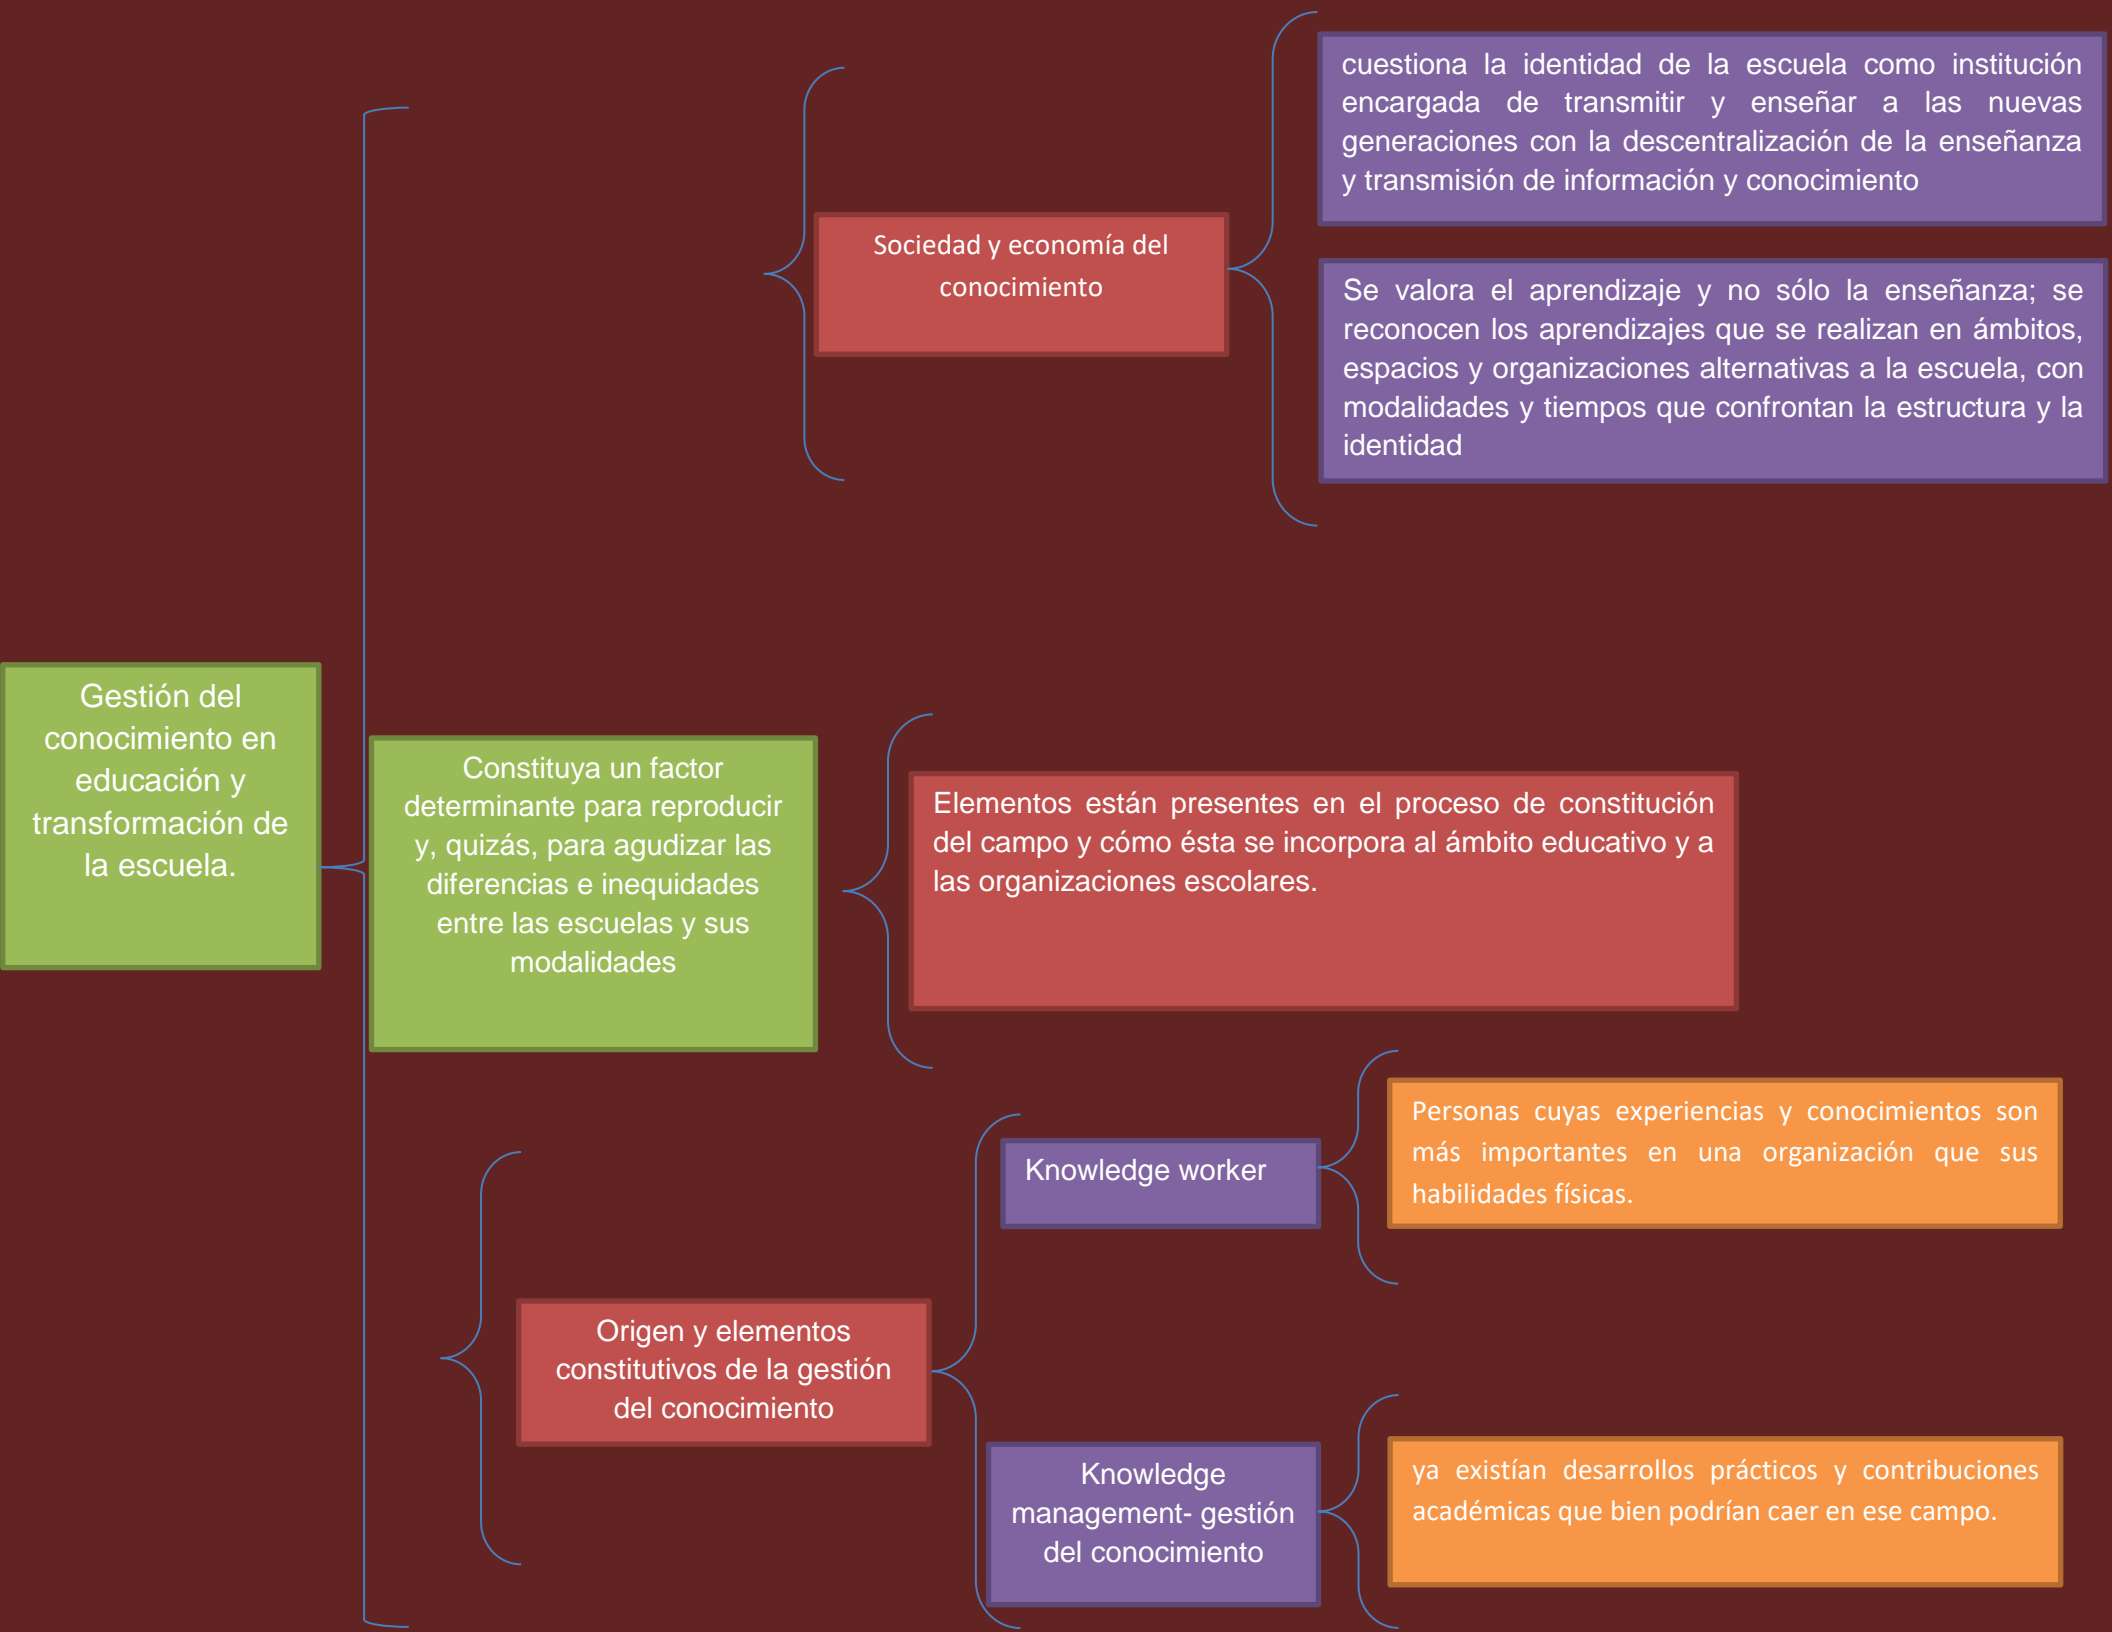 cuestiona la identidad de la escuela como institución
encargada de transmitir y enseñar a las nuevas
generaciones con la descentralización de la enseñanza
y transmisión de información y conocimiento
Sociedad y economía del
conocimiento
Se valora el aprendizaje y no sólo la enseñanza; se
reconocen los aprendizajes que se realizan en ámbitos,
espacios y organizaciones alternativas a la escuela, con
modalidades y tiempos que confrontan la estructura y la
identidad
Gestión del
conocimiento en
educación y
transformación de
la escuela.
Constituya un factor
determinante para reproducir
y, quizás, para agudizar las
diferencias e inequidades
entre las escuelas y sus
modalidades
Elementos están presentes en el proceso de constitución
del campo y cómo ésta se incorpora al ámbito educativo y a
las organizaciones escolares.
Knowledge worker
Personas cuyas experiencias y conocimientos son
más importantes en una organización que sus
habilidades físicas.
Origen y elementos
constitutivos de la gestión
del conocimiento
Knowledge
management- gestión
del conocimiento
ya existían desarrollos prácticos y contribuciones
académicas que bien podrían caer en ese campo.